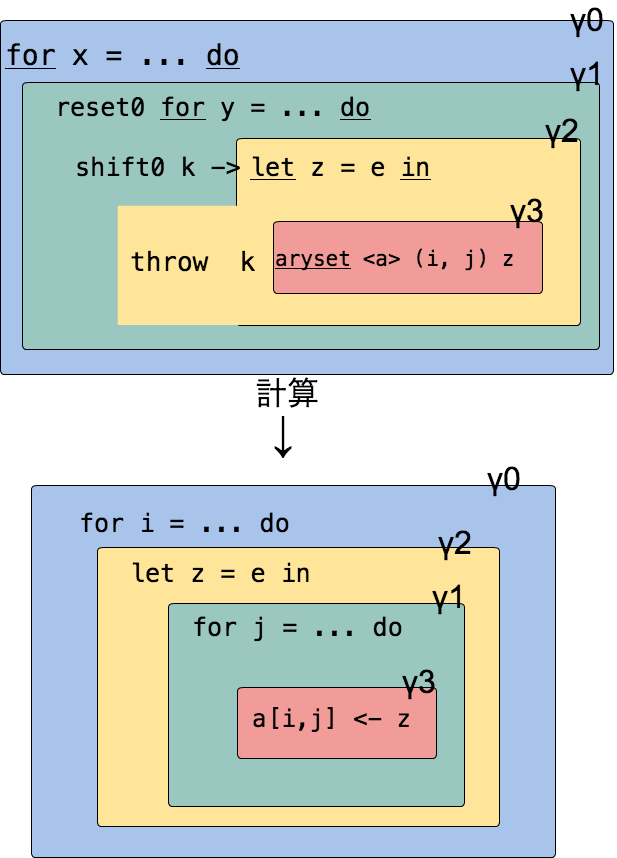 γ0
for x = ... do
γ1
reset0 for y = ... do
γ2
shift0 k -> let z = e in
γ3
throw k aryset <a> (i, j) z
計算
↓
γ0
for i = ... do
γ2
let z = e in
γ1
for j = ... do
γ3
a[i,j] <- z